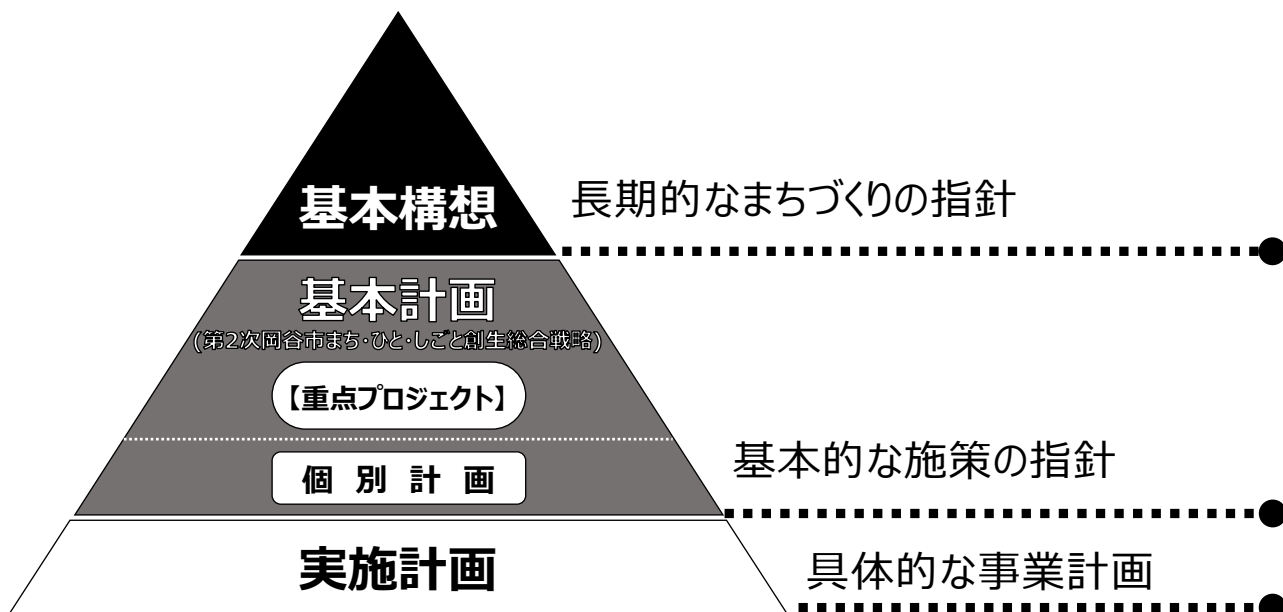 基本構想
長期的なまちづくりの指針
基本計画
(第2次岡谷市まち・ひと・しごと創生総合戦略)
【重点プロジェクト】
個別計画
基本的な施策の指針
実施計画
具体的な事業計画